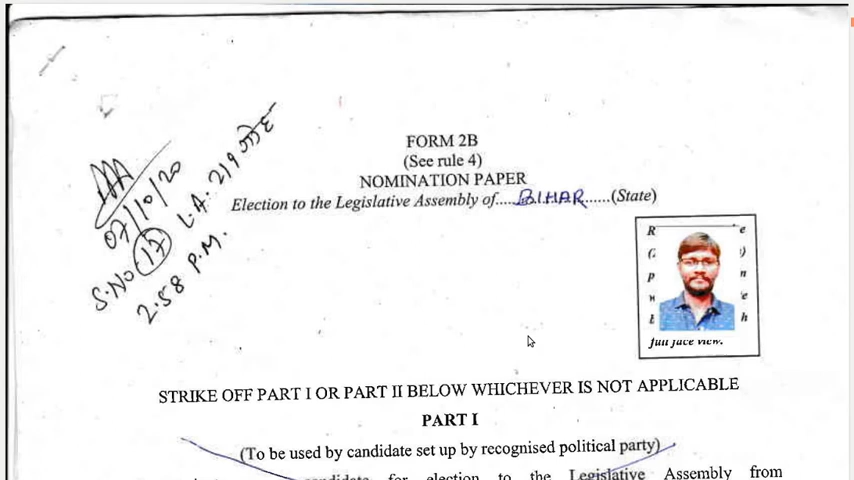 FORM 2B
(See rule 4)
NOMINATION PAPER
Election to the Legislative Assembly of.....BIHAR......(State)
07/10/20
S.No. 17 L.A. 219
2.58 P.M.
R e
G )
p n
w e
h
full face view.
STRIKE OFF PART I OR PART II BELOW WHICHEVER IS NOT APPLICABLE
PART I
(To be used by candidate set up by recognised political party)
candidate for election to the Legislative Assembly from